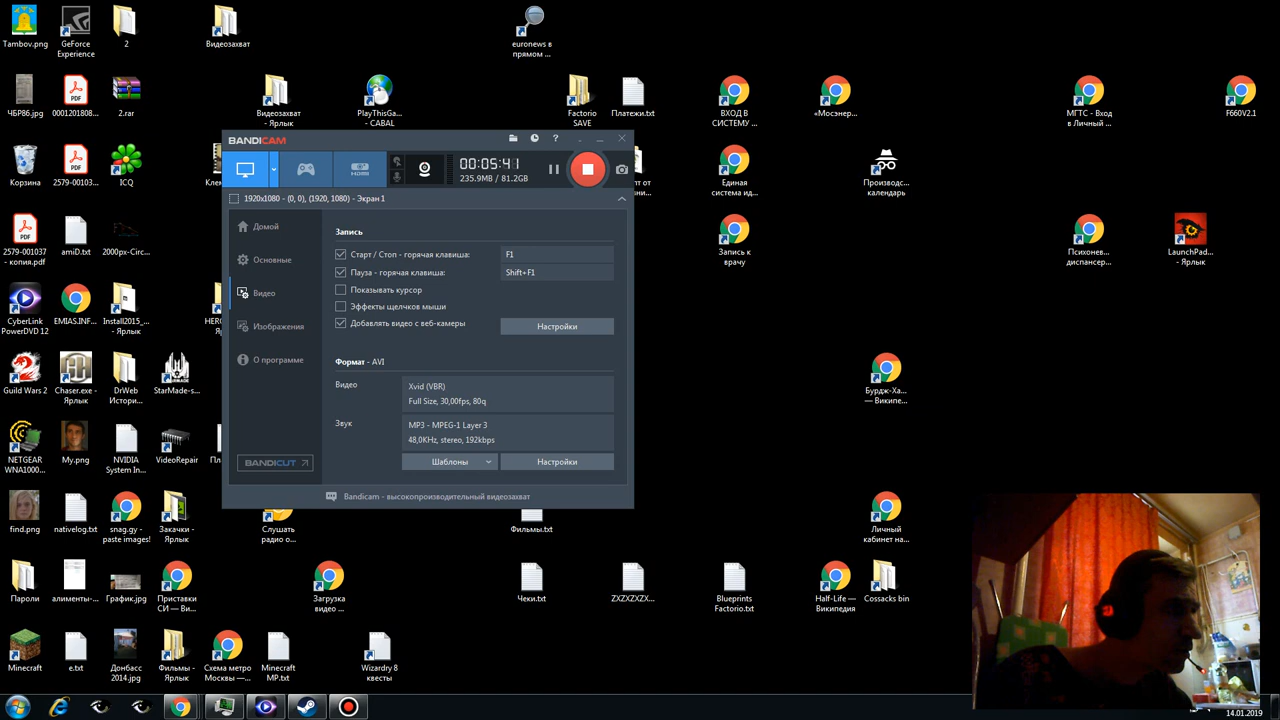 Tambov.png
GeForce
Experience
2
Видеозахват
euronews в
прямом ...
ЧБР86.jpg
0001201808...
2.rar
Видеозахват
- Ярлык
PlayThisGa...
- CABAL
Factorio
SAVE
Платежи.txt
ВХОД В
СИСТЕМУ ...
«Мосэнер...
МГТС - Вход
в Личный ...
F660V2.1
BANDICAM
00:05:41
235.9MB / 81.2GB
1920x1080 - (0, 0), (1920, 1080) - Экран 1
Домой
Основные
Видео
Изображения
О программе
BANDICUT
Запись
Старт / Стоп - горячая клавиша:
F1
Пауза - горячая клавиша:
Shift+F1
Показывать курсор
Эффекты щелчков мыши
Добавлять видео с веб-камеры
Настройки
Формат - AVI
Видео
Xvid (VBR)
Full Size, 30,00fps, 80q
Звук
MP3 - MPEG-1 Layer 3
48,0KHz, stereo, 192kbps
Шаблоны
Настройки
Bandicam - высокопроизводительный видеозахват
Корзина
2579-00103...
ICQ
Единая
система ид...
Производс...
календарь
2579-001037
- копия.pdf
amiD.txt
2000px-Circ...
Запись к
врачу
Психонев...
диспансер...
LaunchPad...
- Ярлык
CyberLink
PowerDVD 12
EMIAS.INF...
Install2015_...
- Ярлык
Guild Wars 2
Chaser.exe -
Ярлык
DrWeb
Истори...
StarMade-s...
Бурдж-Ха...
— Википе...
NETGEAR
WNA1000...
My.png
NVIDIA
System In...
VideoRepair
find.png
nativelog.txt
snag.gy -
paste images!
Закачки -
Ярлык
Слушать
радио о...
Фильмы.txt
Личный
кабинет на...
Пароли
алименты-...
График.jpg
Приставки
СИ — Ви...
Загрузка
видео ...
Чеки.txt
ZXZXZXZX...
Blueprints
Factorio.txt
Half-Life —
Википедия
Cossacks bin
Minecraft
e.txt
Донбасс
2014.jpg
Фильмы -
Ярлык
Схема метро
Москвы — ...
Minecraft
MP.txt
Wizardry 8
квесты
14.01.2019